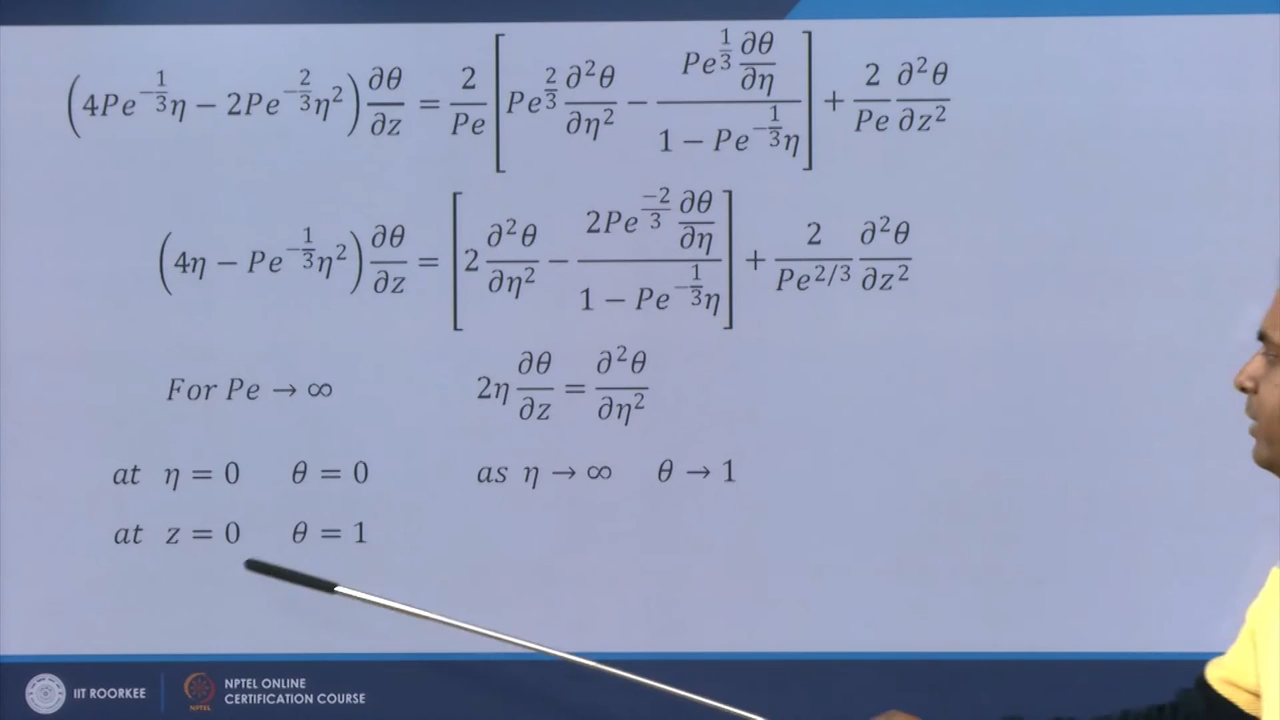 (4Pe^{-1/3}η − 2Pe^{-2/3}η²) ∂θ/∂z = 2/Pe [Pe^{2/3} ∂²θ/∂η² − (Pe^{1/3} ∂θ/∂η)/(1 − Pe^{-1/3}η)] + 2/Pe ∂²θ/∂z²
(4η − Pe^{-1/3}η²) ∂θ/∂z = [2 ∂²θ/∂η² − (2Pe^{-2/3} ∂θ/∂η)/(1 − Pe^{-1/3}η)] + 2/Pe^{2/3} ∂²θ/∂z²
For Pe → ∞ 2η ∂θ/∂z = ∂²θ/∂η²
at η = 0 θ = 0 as η → ∞ θ → 1
at z = 0 θ = 1
IIT ROORKEE
NPTEL
NPTEL ONLINE
CERTIFICATION COURSE